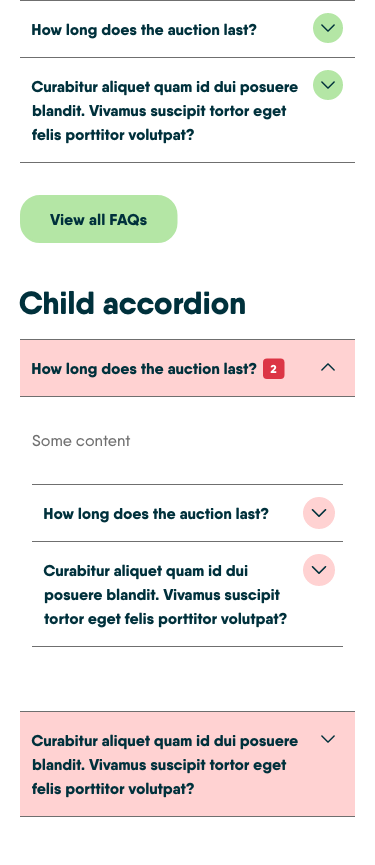 How long does the auction last?
Curabitur aliquet quam id dui posuere
blandit. Vivamus suscipit tortor eget
felis porttitor volutpat?
View all FAQs
Child accordion
How long does the auction last? 2
Some content
How long does the auction last?
Curabitur aliquet quam id dui
posuere blandit. Vivamus suscipit
tortor eget felis porttitor volutpat?
Curabitur aliquet quam id dui posuere
blandit. Vivamus suscipit tortor eget
felis porttitor volutpat?